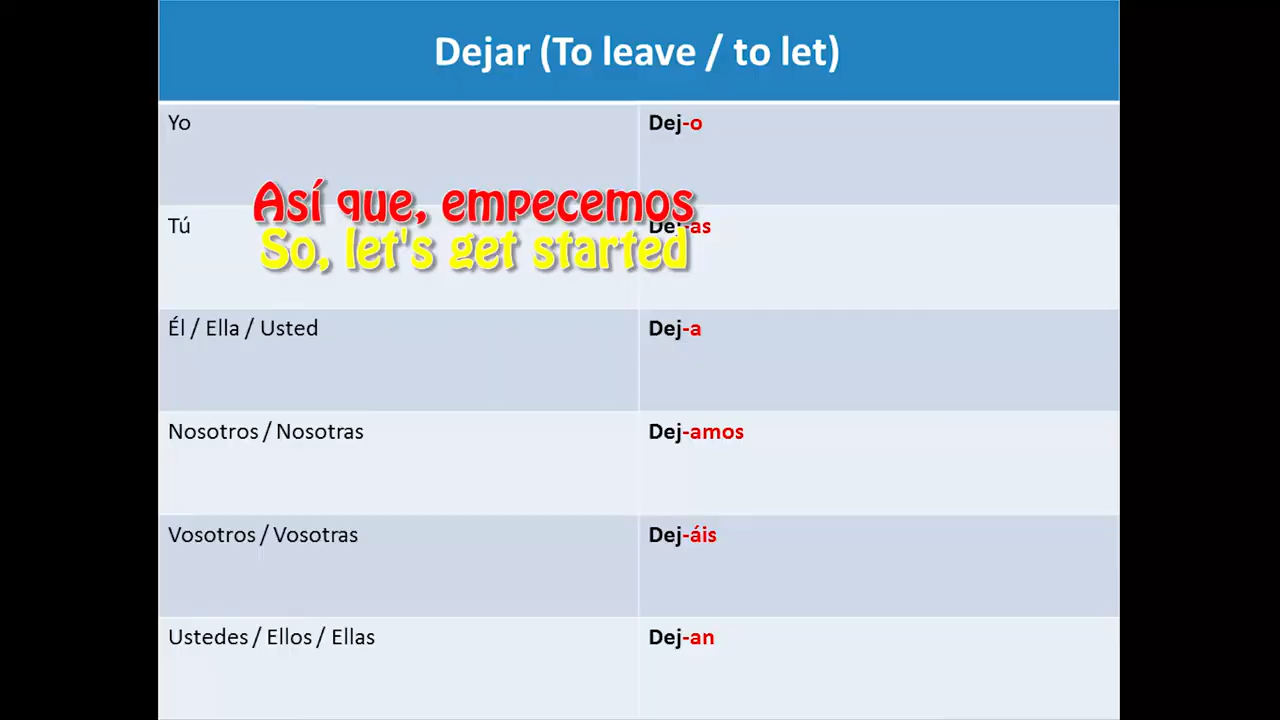 Dejar (To leave / to let)
Yo Dej-o
Así que, empecemos
Tú Dej-as
So, let's get started
Él / Ella / Usted Dej-a
Nosotros / Nosotras Dej-amos
Vosotros / Vosotras Dej-áis
Ustedes / Ellos / Ellas Dej-an